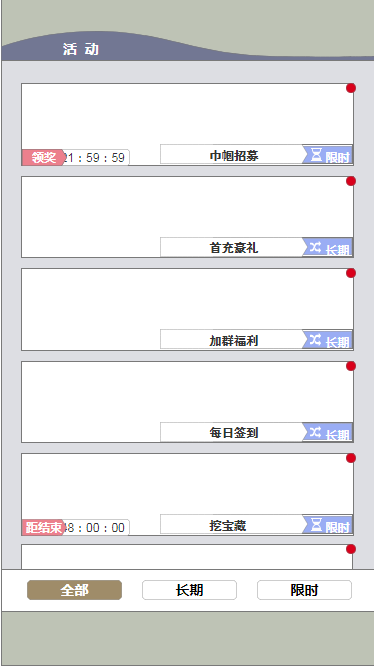 活 动
领奖 21：59：59 巾帼招募 限时
首充豪礼 长期
加群福利 长期
每日签到 长期
距结束 48：00：00 挖宝藏 限时
全部 长期 限时